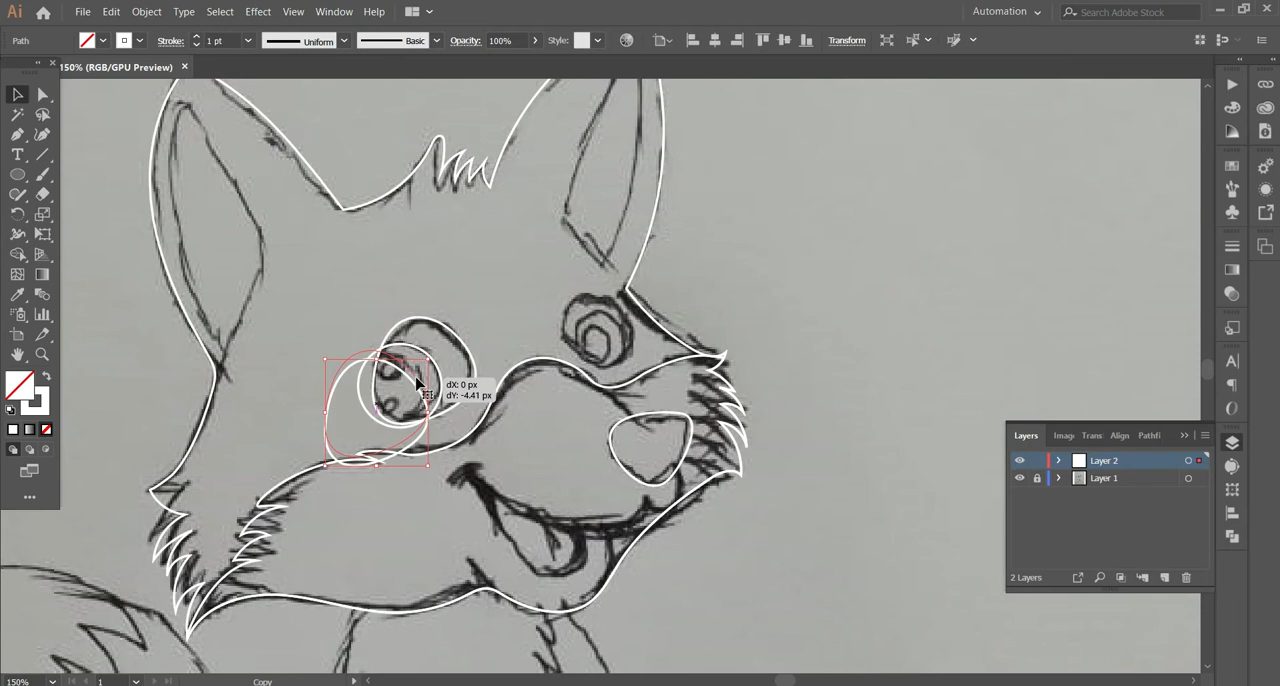 Ai File Edit Object Type Select Effect View Window Help Automation Search Adobe Stock
Path Stroke: 1 pt Uniform Basic Opacity: 100% Style: Transform
150% (RGB/GPU Preview) ×
dX: 0 px
dY: -4.41 px
Layers Imag Trans Align Pathfi
Layer 2
Layer 1
2 Layers
150% 1 Copy